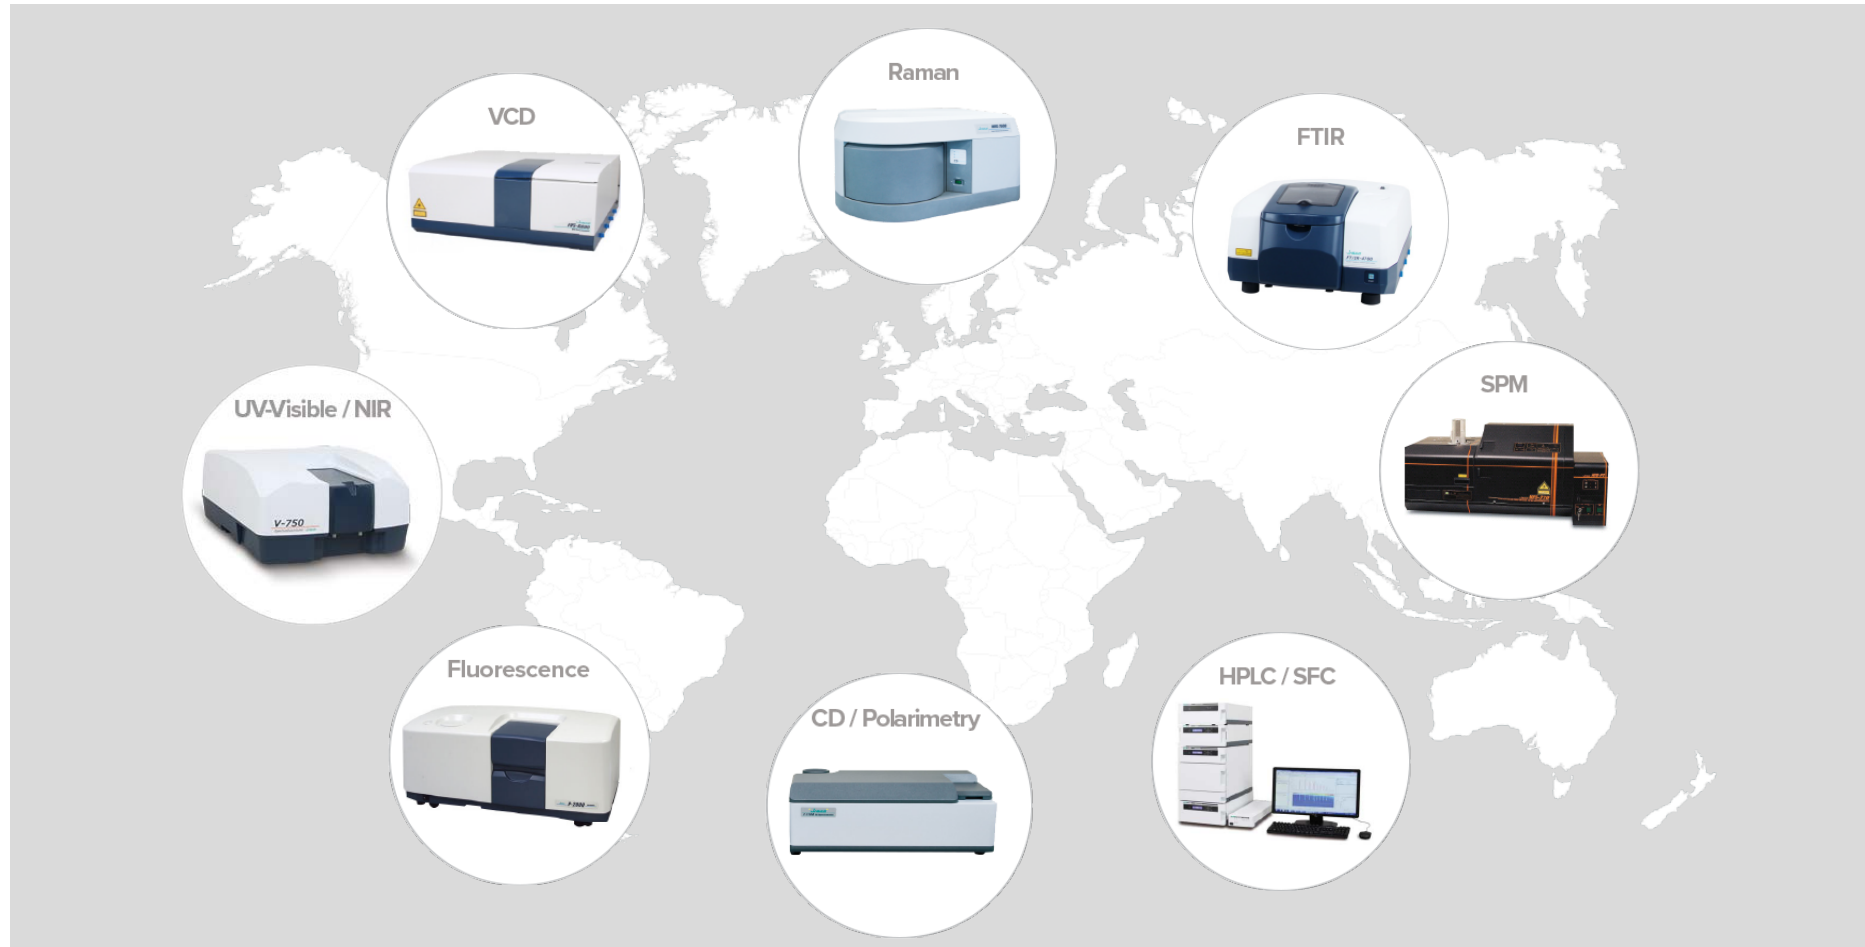 Raman
VCD
FTIR
SPM
UV-Visible / NIR
V-750
Fluorescence
CD / Polarimetry
HPLC / SFC